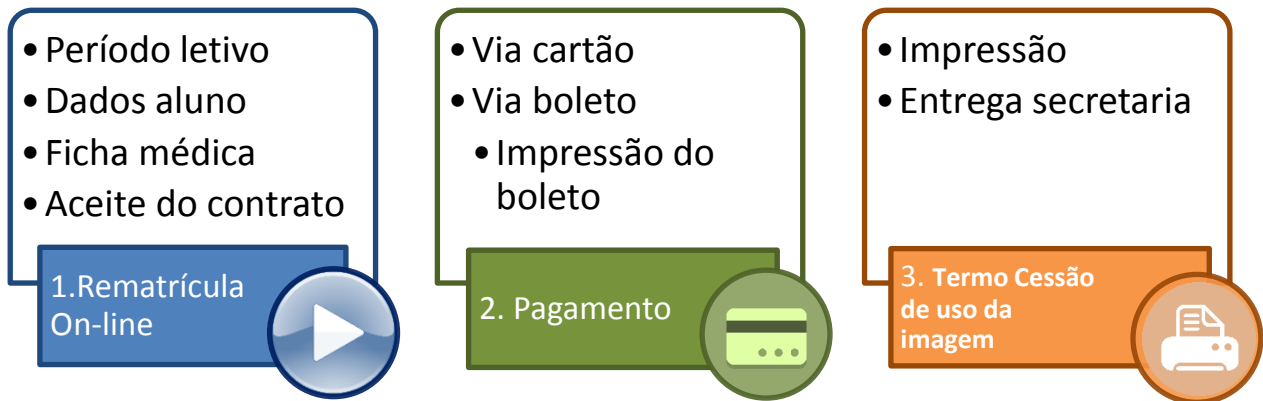 • Período letivo
• Dados aluno
• Ficha médica
• Aceite do contrato
1.Rematrícula
On-line
• Via cartão
• Via boleto
• Impressão do
boleto
2. Pagamento
• Impressão
• Entrega secretaria
3. Termo Cessão
de uso da
imagem